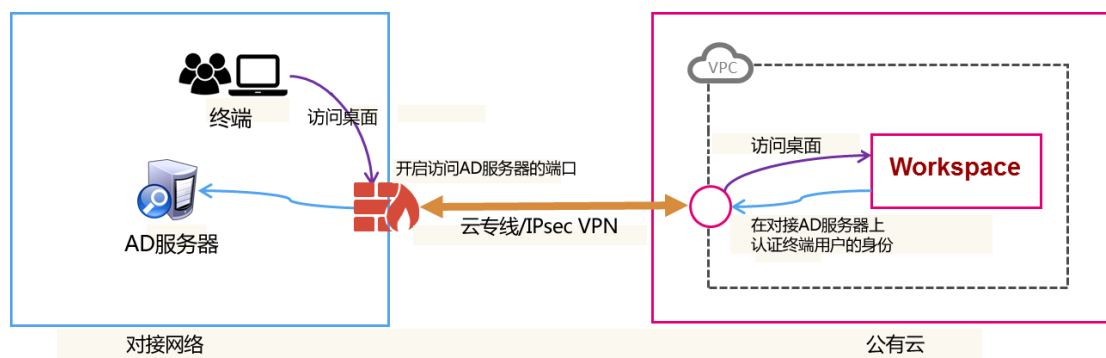 终端
访问桌面
开启访问AD服务器的端口
AD服务器
云专线/IPsec VPN
对接网络
VPC
访问桌面
Workspace
在对接AD服务器上
认证终端用户的身份
公有云